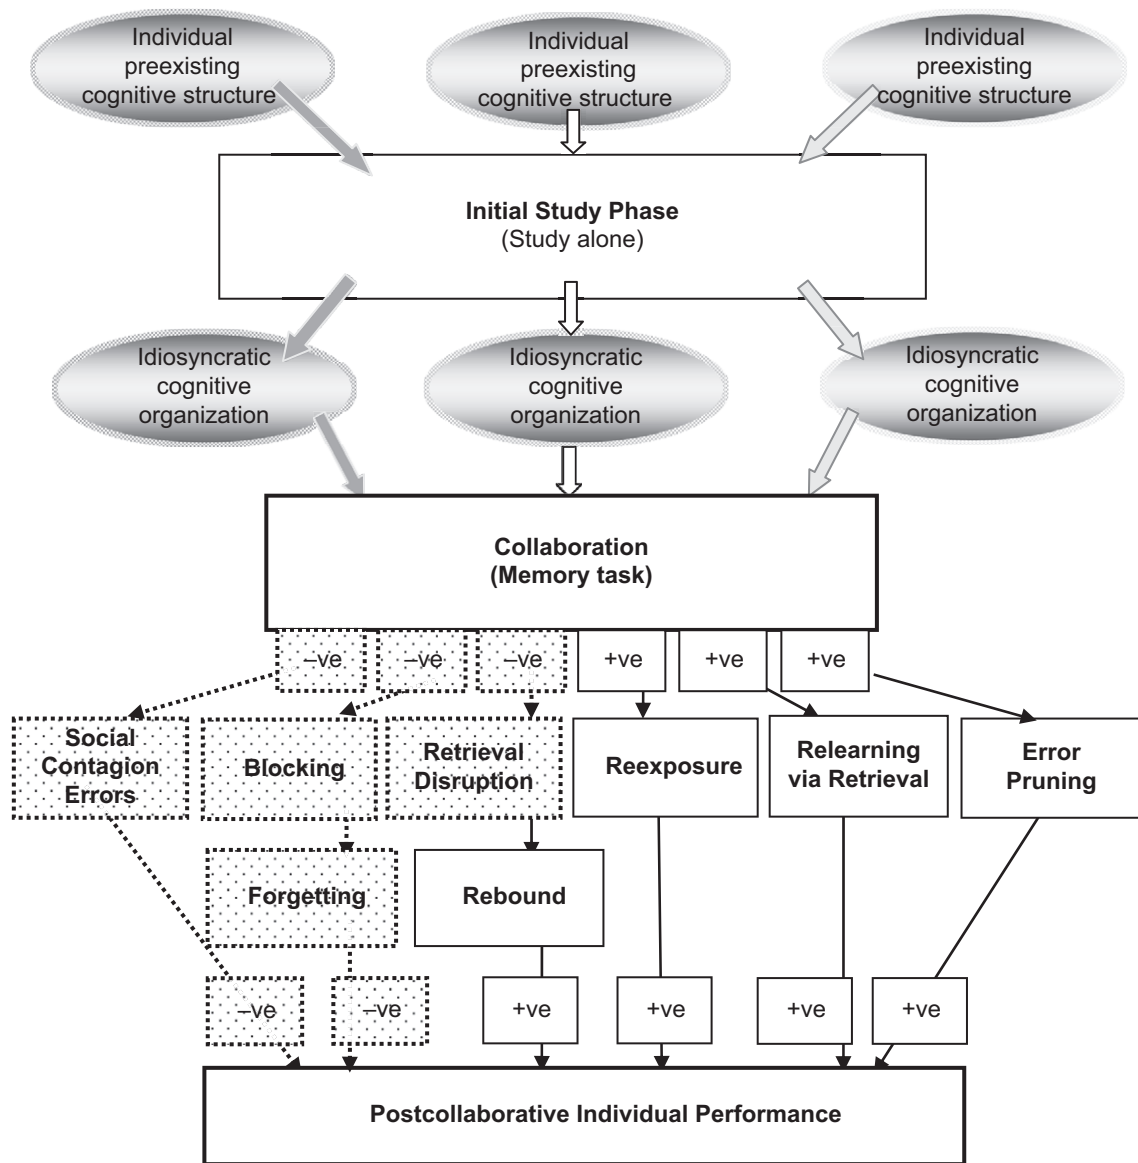 Individual
preexisting
cognitive structure
Individual
preexisting
cognitive structure
Individual
preexisting
cognitive structure
Initial Study Phase
(Study alone)
Idiosyncratic
cognitive
organization
Idiosyncratic
cognitive
organization
Idiosyncratic
cognitive
organization
Collaboration
(Memory task)
–ve
–ve
–ve
+ve
+ve
+ve
Social
Contagion
Errors
Blocking
Retrieval
Disruption
Reexposure
Relearning
via Retrieval
Error
Pruning
Forgetting
Rebound
–ve
–ve
+ve
+ve
+ve
+ve
Postcollaborative Individual Performance